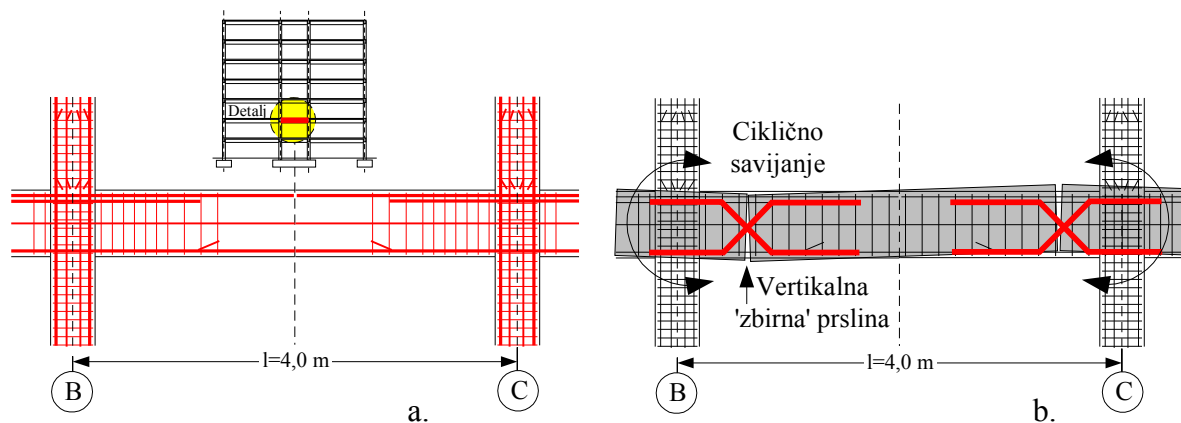 Detalj
l=4,0 m
B
C
a.
Ciklično
savijanje
Vertikalna
'zbirna' prslina
l=4,0 m
B
C
b.